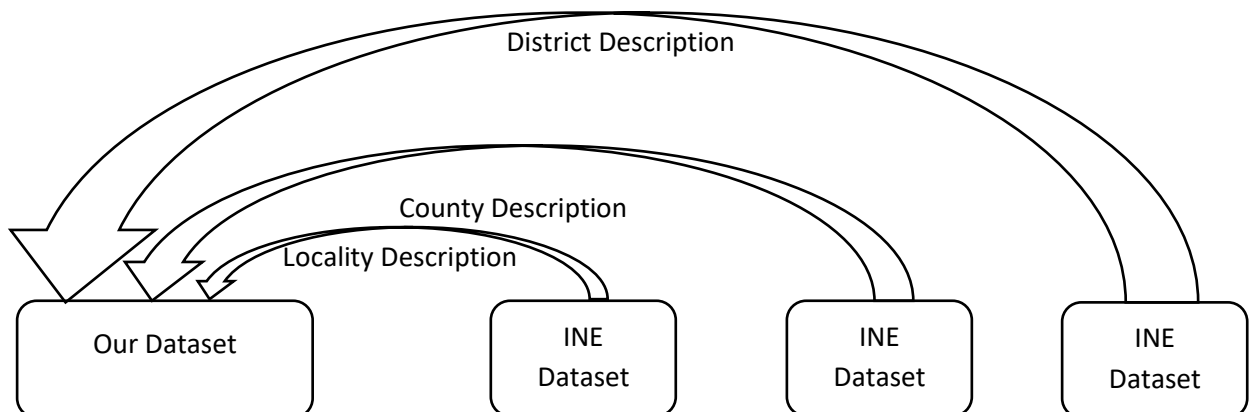 District Description
County Description
Locality Description
Our Dataset
INE
Dataset
INE
Dataset
INE
Dataset